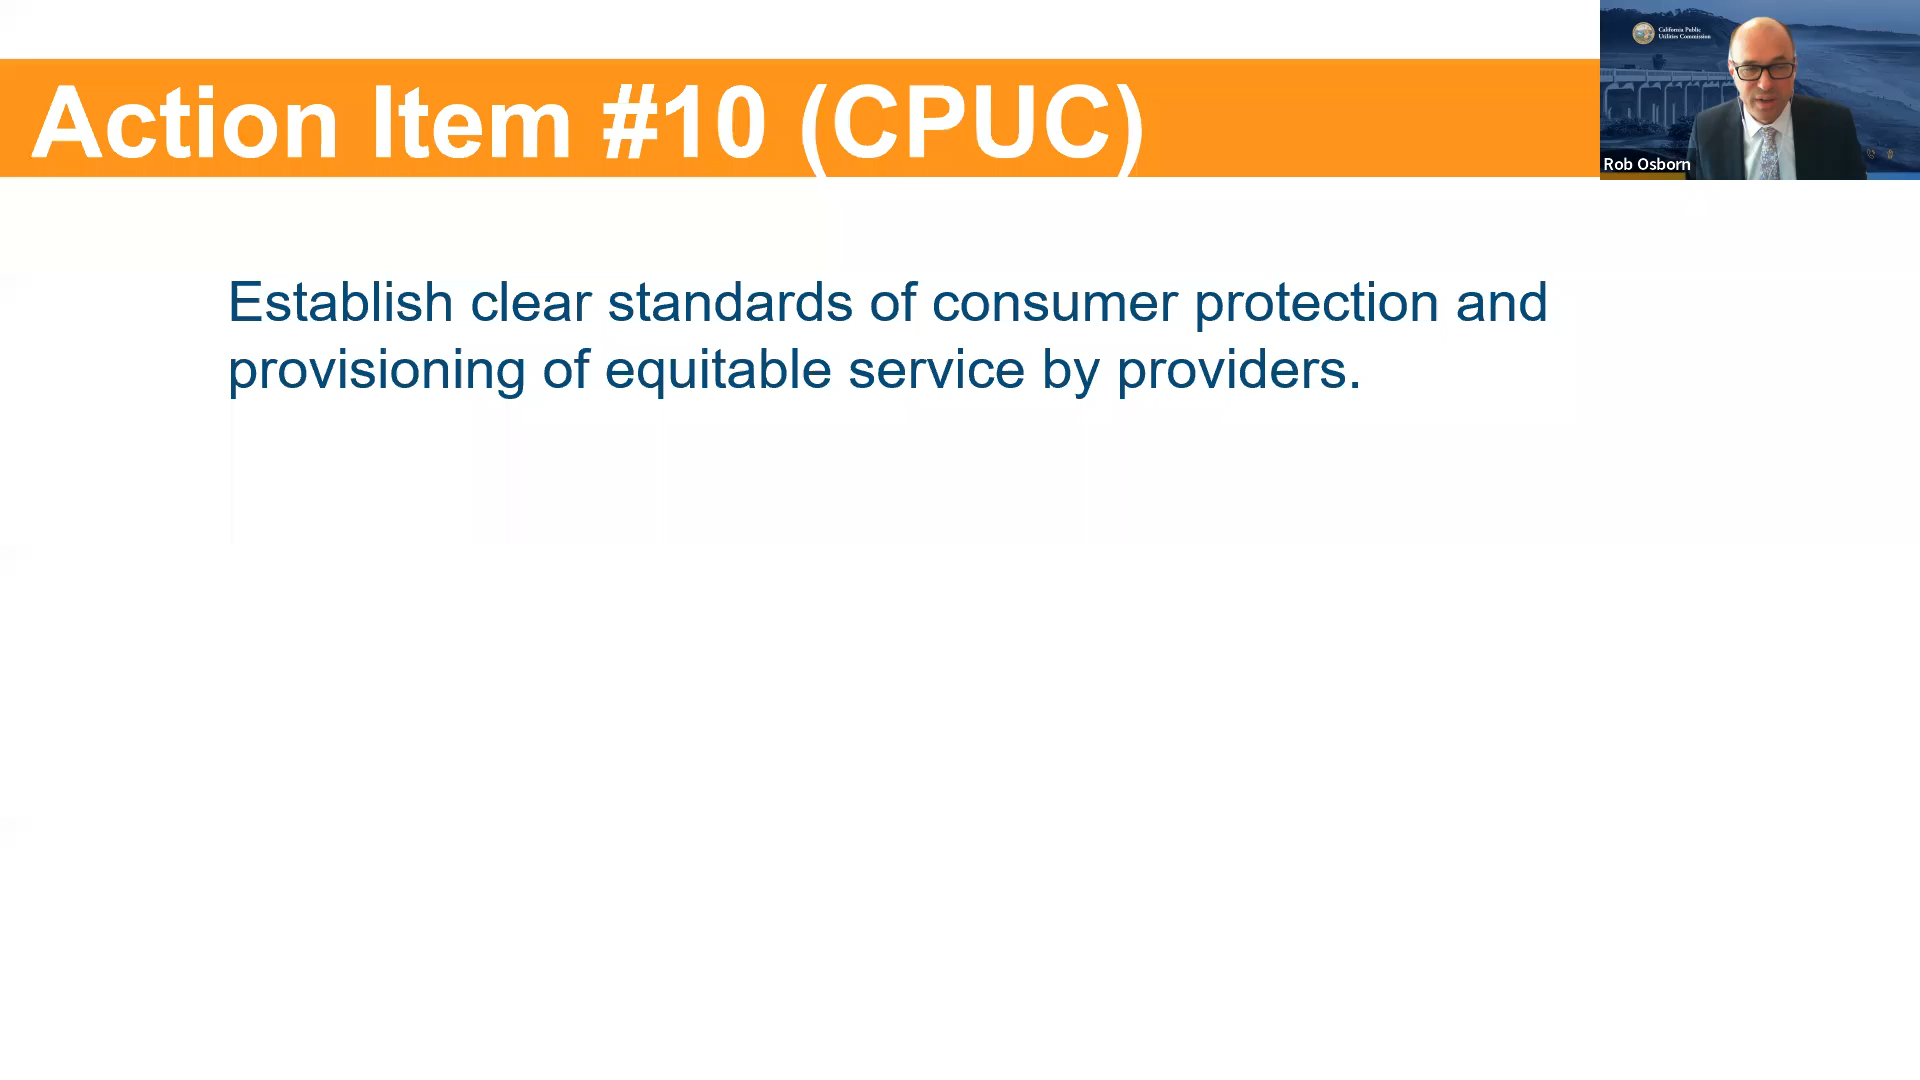 Action Item #10 (CPUC)
California Public
Utilities Commission
Rob Osborn
Establish clear standards of consumer protection and
provisioning of equitable service by providers.